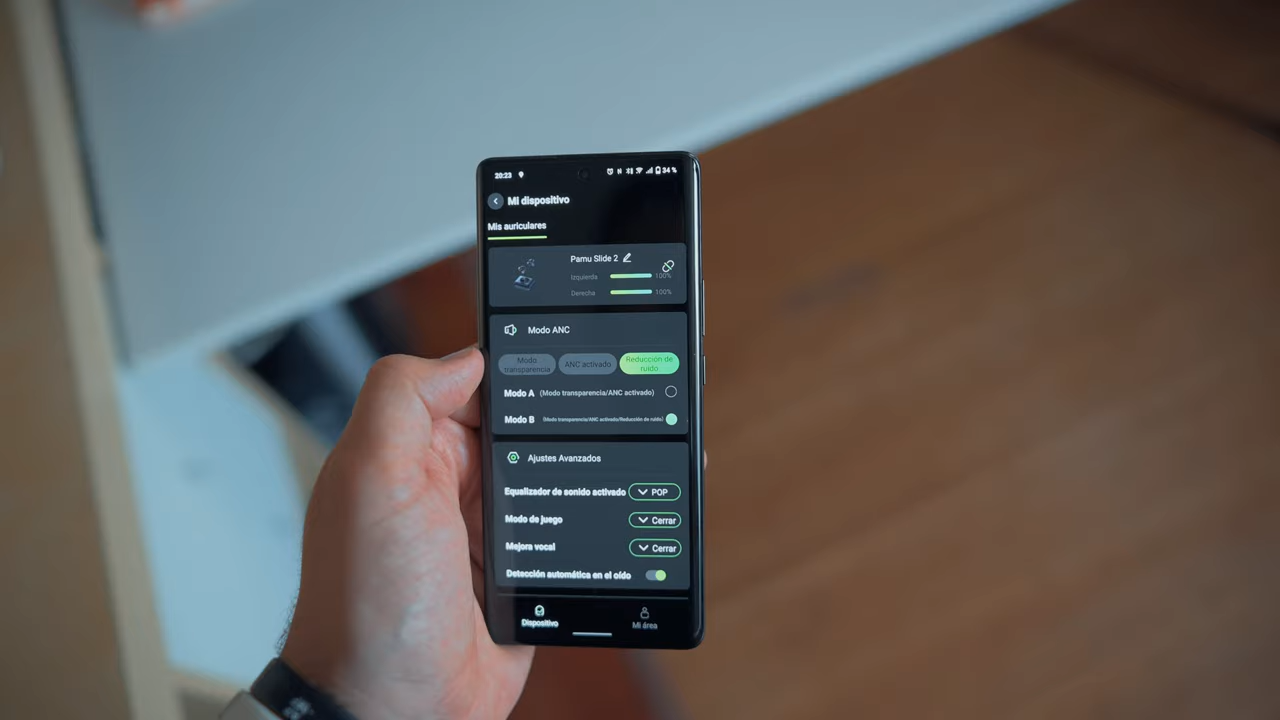 20:23
34 %
Mi dispositivo
Mis auriculares
Pamu Slide 2
Izquierda 100%
Derecha 100%
Modo ANC
Modo transparencia
ANC activado
Reducción de ruido
Modo A (Modo transparencia/ANC activado)
Modo B (Modo transparencia/ANC activado/Reducción de ruido)
Ajustes Avanzados
Equalizador de sonido activado POP
Modo de juego Cerrar
Mejora vocal Cerrar
Detección automática en el oído
Dispositivo
Mi área